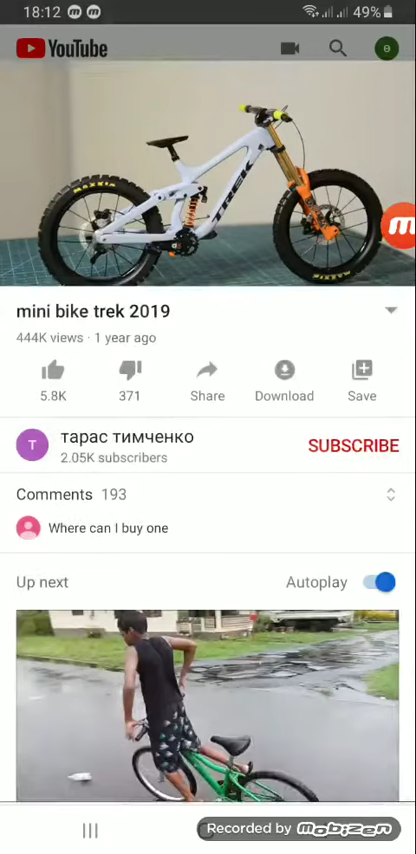 18:12
49%
YouTube
e
MAXXIS
TREK
MAXXIS
m
mini bike trek 2019
444K views · 1 year ago
5.8K
371
Share
Download
Save
T
тарас тимченко
2.05K subscribers
SUBSCRIBE
Comments 193
Where can I buy one
Up next
Autoplay
Recorded by mobizen